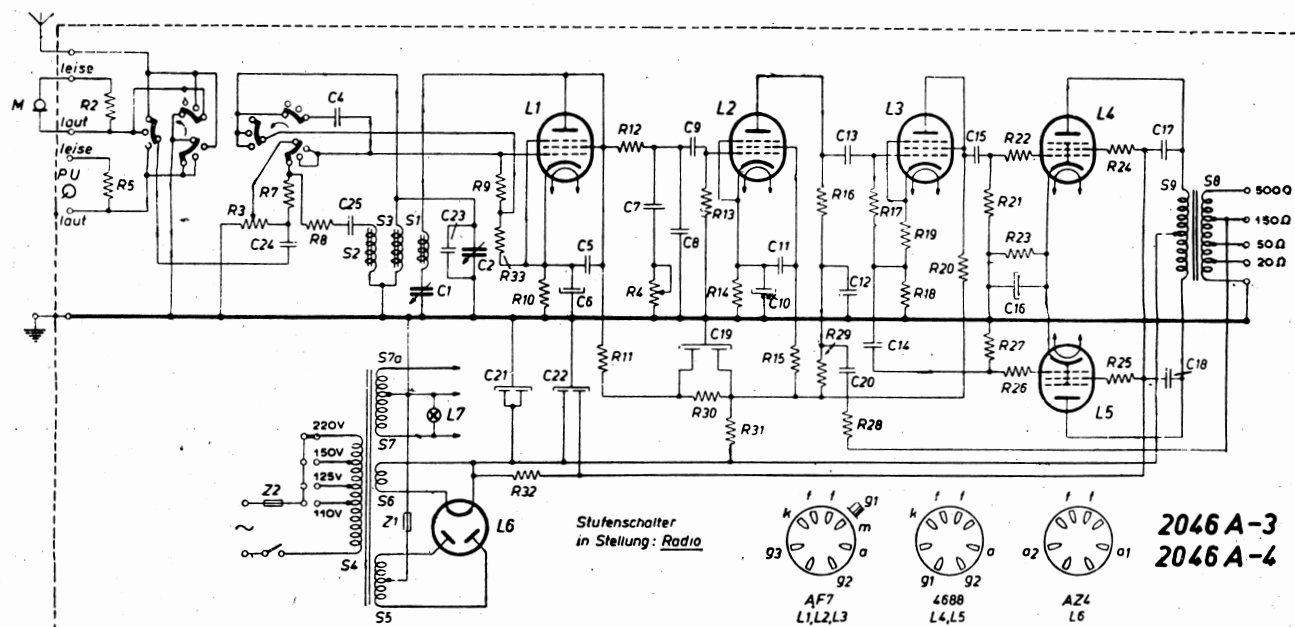 leise
M
R2
laut
leise
PU
R5
laut
C4
R3
R7
C24
R8
C25
S2
S3
S1
C23
C2
C1
R9
R33
L1
R10
C6
C5
R12
C7
R4
C8
C9
R13
L2
R14
C10
C11
C13
R16
C12
R17
L3
R19
R18
R20
C15
R22
R21
R23
C16
L4
R24
C17
S9
S8
500Ω
150Ω
50Ω
20Ω
S7a
S7
L7
C21
C22
R11
C19
R30
R31
R15
R29
C20
R28
C14
R27
R26
L5
R25
C18
220V
150V
125V
110V
Z2
~
S4
S6
Z1
S5
L6
R32
Stufenschalter
in Stellung: Radio
k f f g1
m
g3 a
g2
AF7
L1,L2,L3
k f f
a
g1 g2
4688
L4,L5
f f
a2 a1
AZ4
L6
2046 A-3
2046 A-4